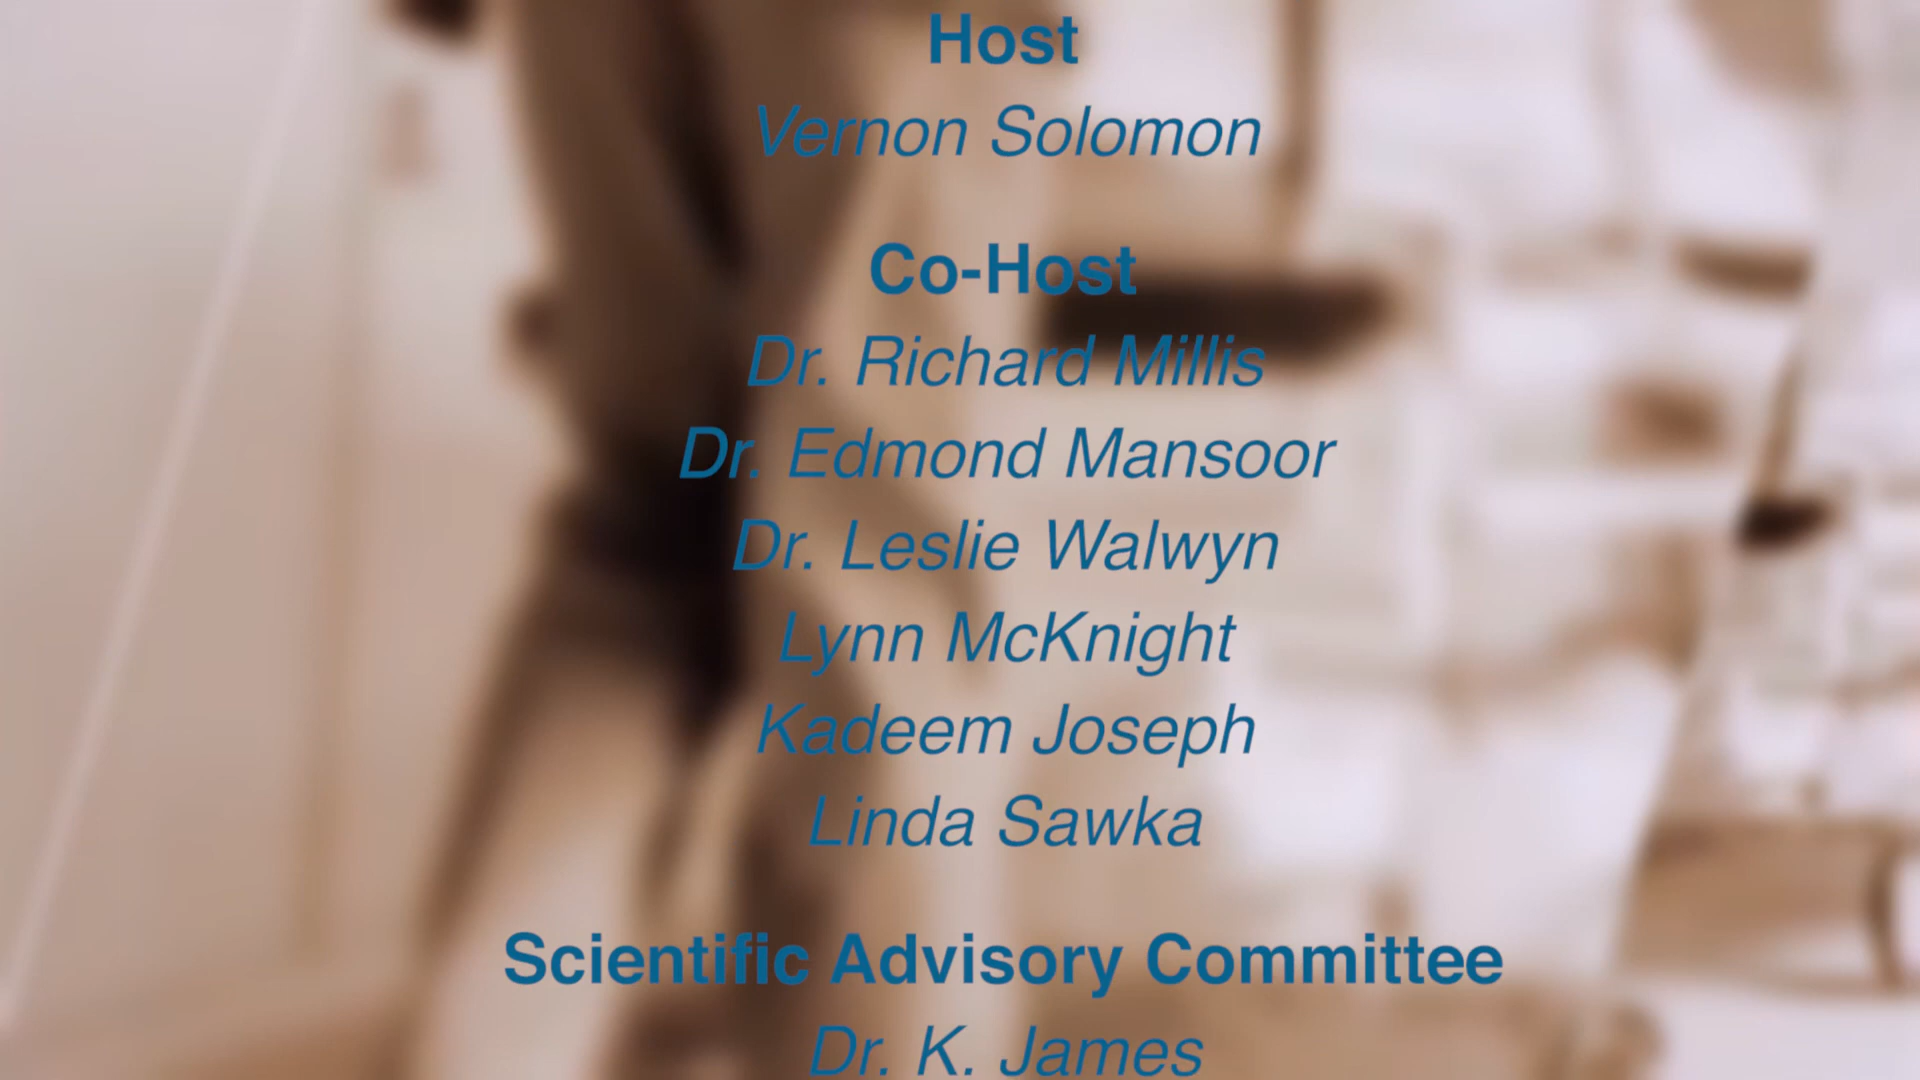 Host
Vernon Solomon
Co-Host
Dr. Richard Millis
Dr. Edmond Mansoor
Dr. Leslie Walwyn
Lynn McKnight
Kadeem Joseph
Linda Sawka
Scientific Advisory Committee
Dr. K. James